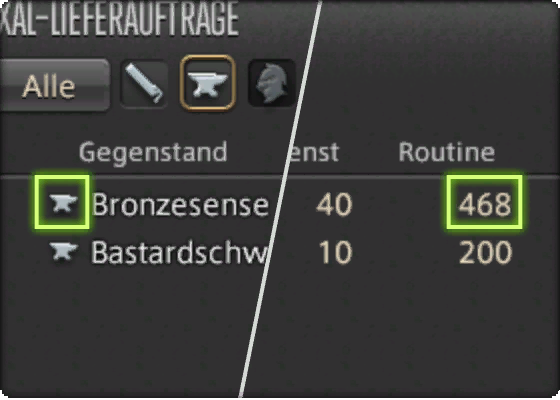 XAL-LIEFERAUFTRÄGE
Alle
Gegenstand enst Routine
Bronzesense 40 468
Bastardschw 10 200